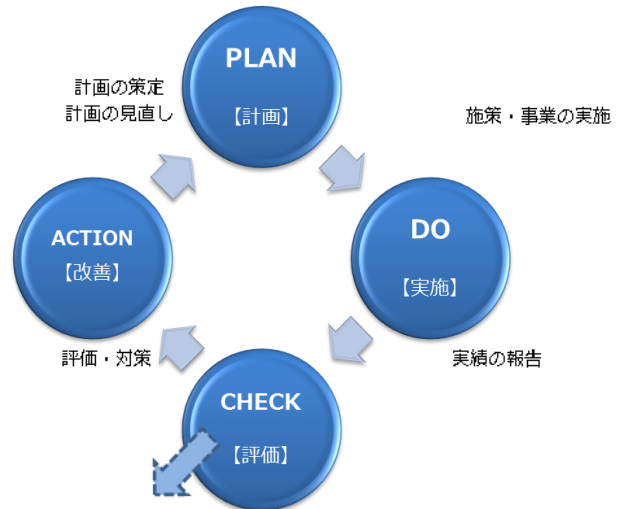 PLAN
【計画】
計画の策定
計画の見直し
施策・事業の実施
ACTION
【改善】
DO
【実施】
評価・対策
実績の報告
CHECK
【評価】